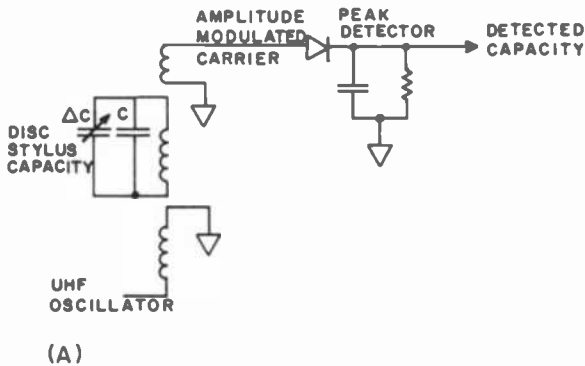 AMPLITUDE
MODULATED
CARRIER
PEAK
DETECTOR
DETECTED
CAPACITY
ΔC
C
DISC
STYLUS
CAPACITY
UHF
OSCILLATOR
(A)